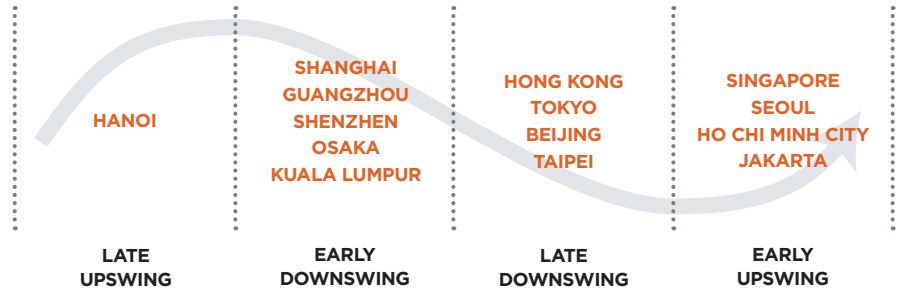 HANOI
SHANGHAI
GUANGZHOU
SHENZHEN
OSAKA
KUALA LUMPUR
HONG KONG
TOKYO
BEIJING
TAIPEI
SINGAPORE
SEOUL
HO CHI MINH CITY
JAKARTA
LATE
UPSWING
EARLY
DOWNSWING
LATE
DOWNSWING
EARLY
UPSWING